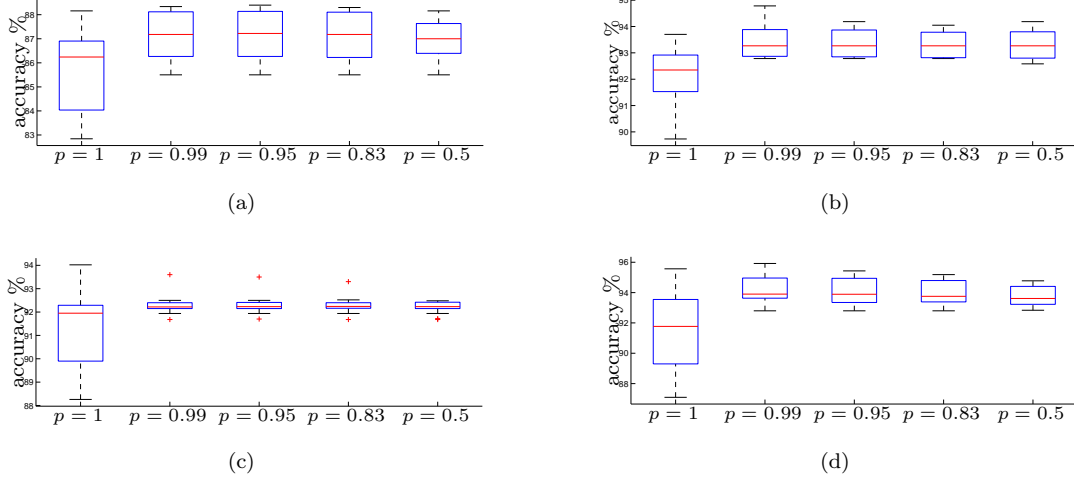 accuracy %
88
87
86
85
84
83
p = 1
p = 0.99
p = 0.95
p = 0.83
p = 0.5
(a)
accuracy %
95
94
93
92
91
90
p = 1
p = 0.99
p = 0.95
p = 0.83
p = 0.5
(b)
accuracy %
94
93
92
91
90
89
88
p = 1
p = 0.99
p = 0.95
p = 0.83
p = 0.5
(c)
accuracy %
96
94
92
90
88
p = 1
p = 0.99
p = 0.95
p = 0.83
p = 0.5
(d)